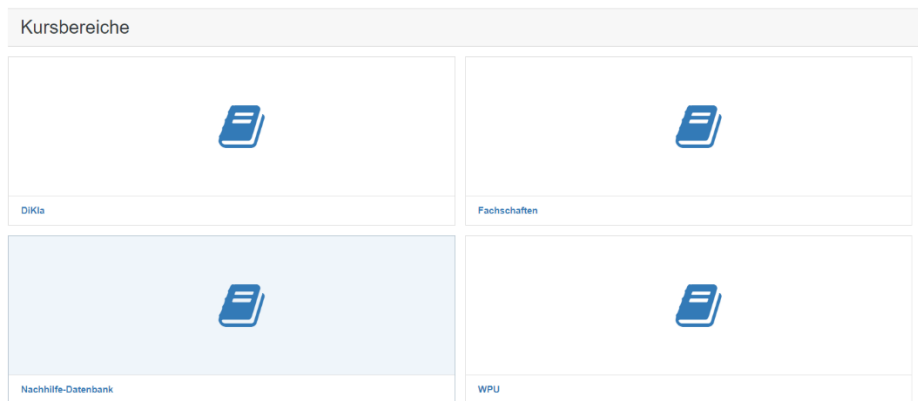 Kursbereiche
DiKla
Fachschaften
Nachhilfe-Datenbank
WPU